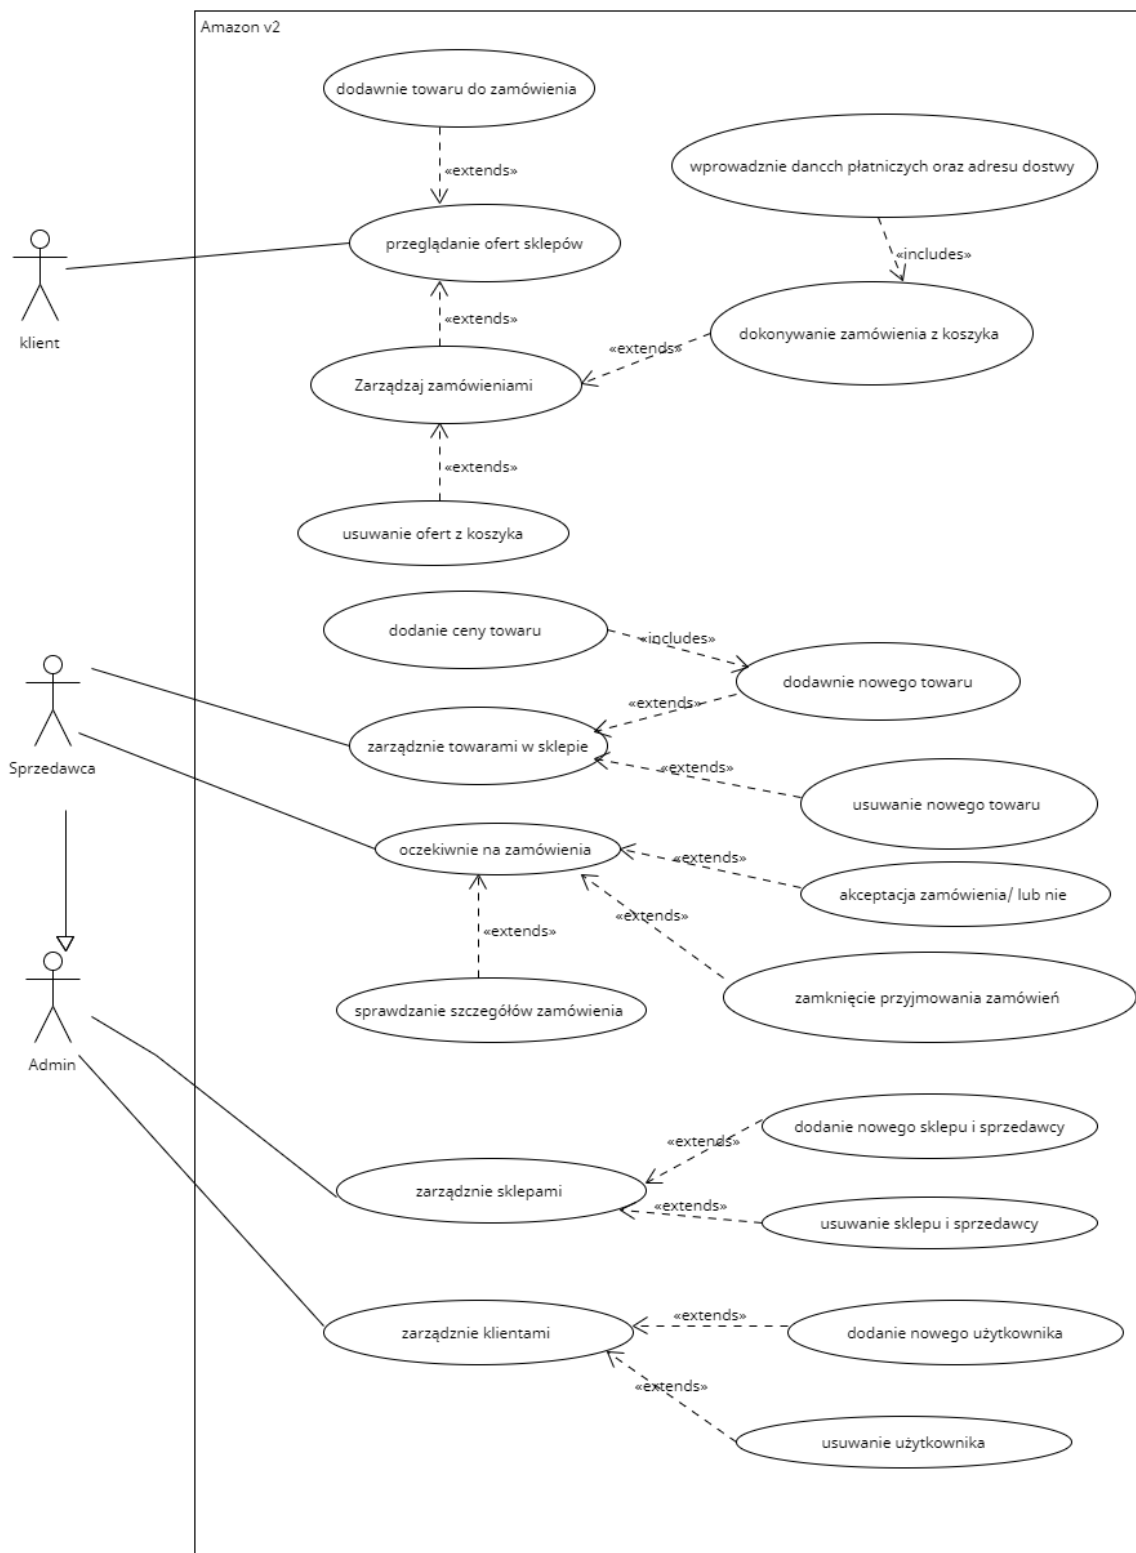 Amazon v2
dodawnie towaru do zamówienia
«extends»
wprowadznie dancch płatniczych oraz adresu dostwy
przeglądanie ofert sklepów
«includes»
klient
«extends»
dokonywanie zamówienia z koszyka
«extends»
Zarządzaj zamówieniami
«extends»
usuwanie ofert z koszyka
dodanie ceny towaru
«includes»
dodawnie nowego towaru
«extends»
zarządznie towarami w sklepie
Sprzedawca
«extends»
usuwanie nowego towaru
oczekiwnie na zamówienia
«extends»
akceptacja zamówienia/ lub nie
«extends»
«extends»
zamknięcie przyjmowania zamówień
sprawdzanie szczegółów zamówienia
Admin
dodanie nowego sklepu i sprzedawcy
«extends»
zarządznie sklepami
«extends»
usuwanie sklepu i sprzedawcy
«extends»
zarządznie klientami
dodanie nowego użytkownika
«extends»
usuwanie użytkownika